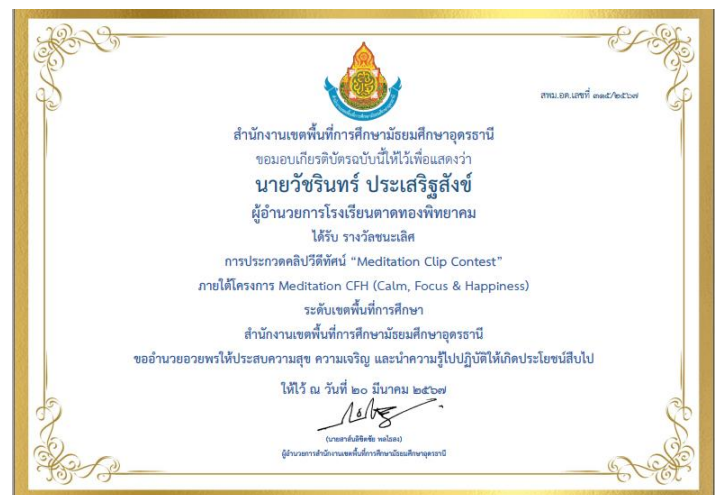 สพม.อด.เลขที่ ๓๑๕/๒๕๖๗
สำนักงานเขตพื้นที่การศึกษามัธยมศึกษาอุดรธานี
ขอมอบเกียรติบัตรฉบับนี้ให้ไว้เพื่อแสดงว่า
นายวัชรินทร์ ประเสริฐสังข์
ผู้อำนวยการโรงเรียนตาดทองพิทยาคม
ได้รับ รางวัลชนะเลิศ
การประกวดคลิปวีดีทัศน์ “Meditation Clip Contest”
ภายใต้โครงการ Meditation CFH (Calm, Focus & Happiness)
ระดับเขตพื้นที่การศึกษา
สำนักงานเขตพื้นที่การศึกษามัธยมศึกษาอุดรธานี
ขออำนวยอวยพรให้ประสบความสุข ความเจริญ และนำความรู้ไปปฏิบัติให้เกิดประโยชน์สืบไป
ให้ไว้ ณ วันที่ ๒๐ มีนาคม ๒๕๖๗
ผู้อำนวยการสำนักงานเขตพื้นที่การศึกษามัธยมศึกษาอุดรธานี